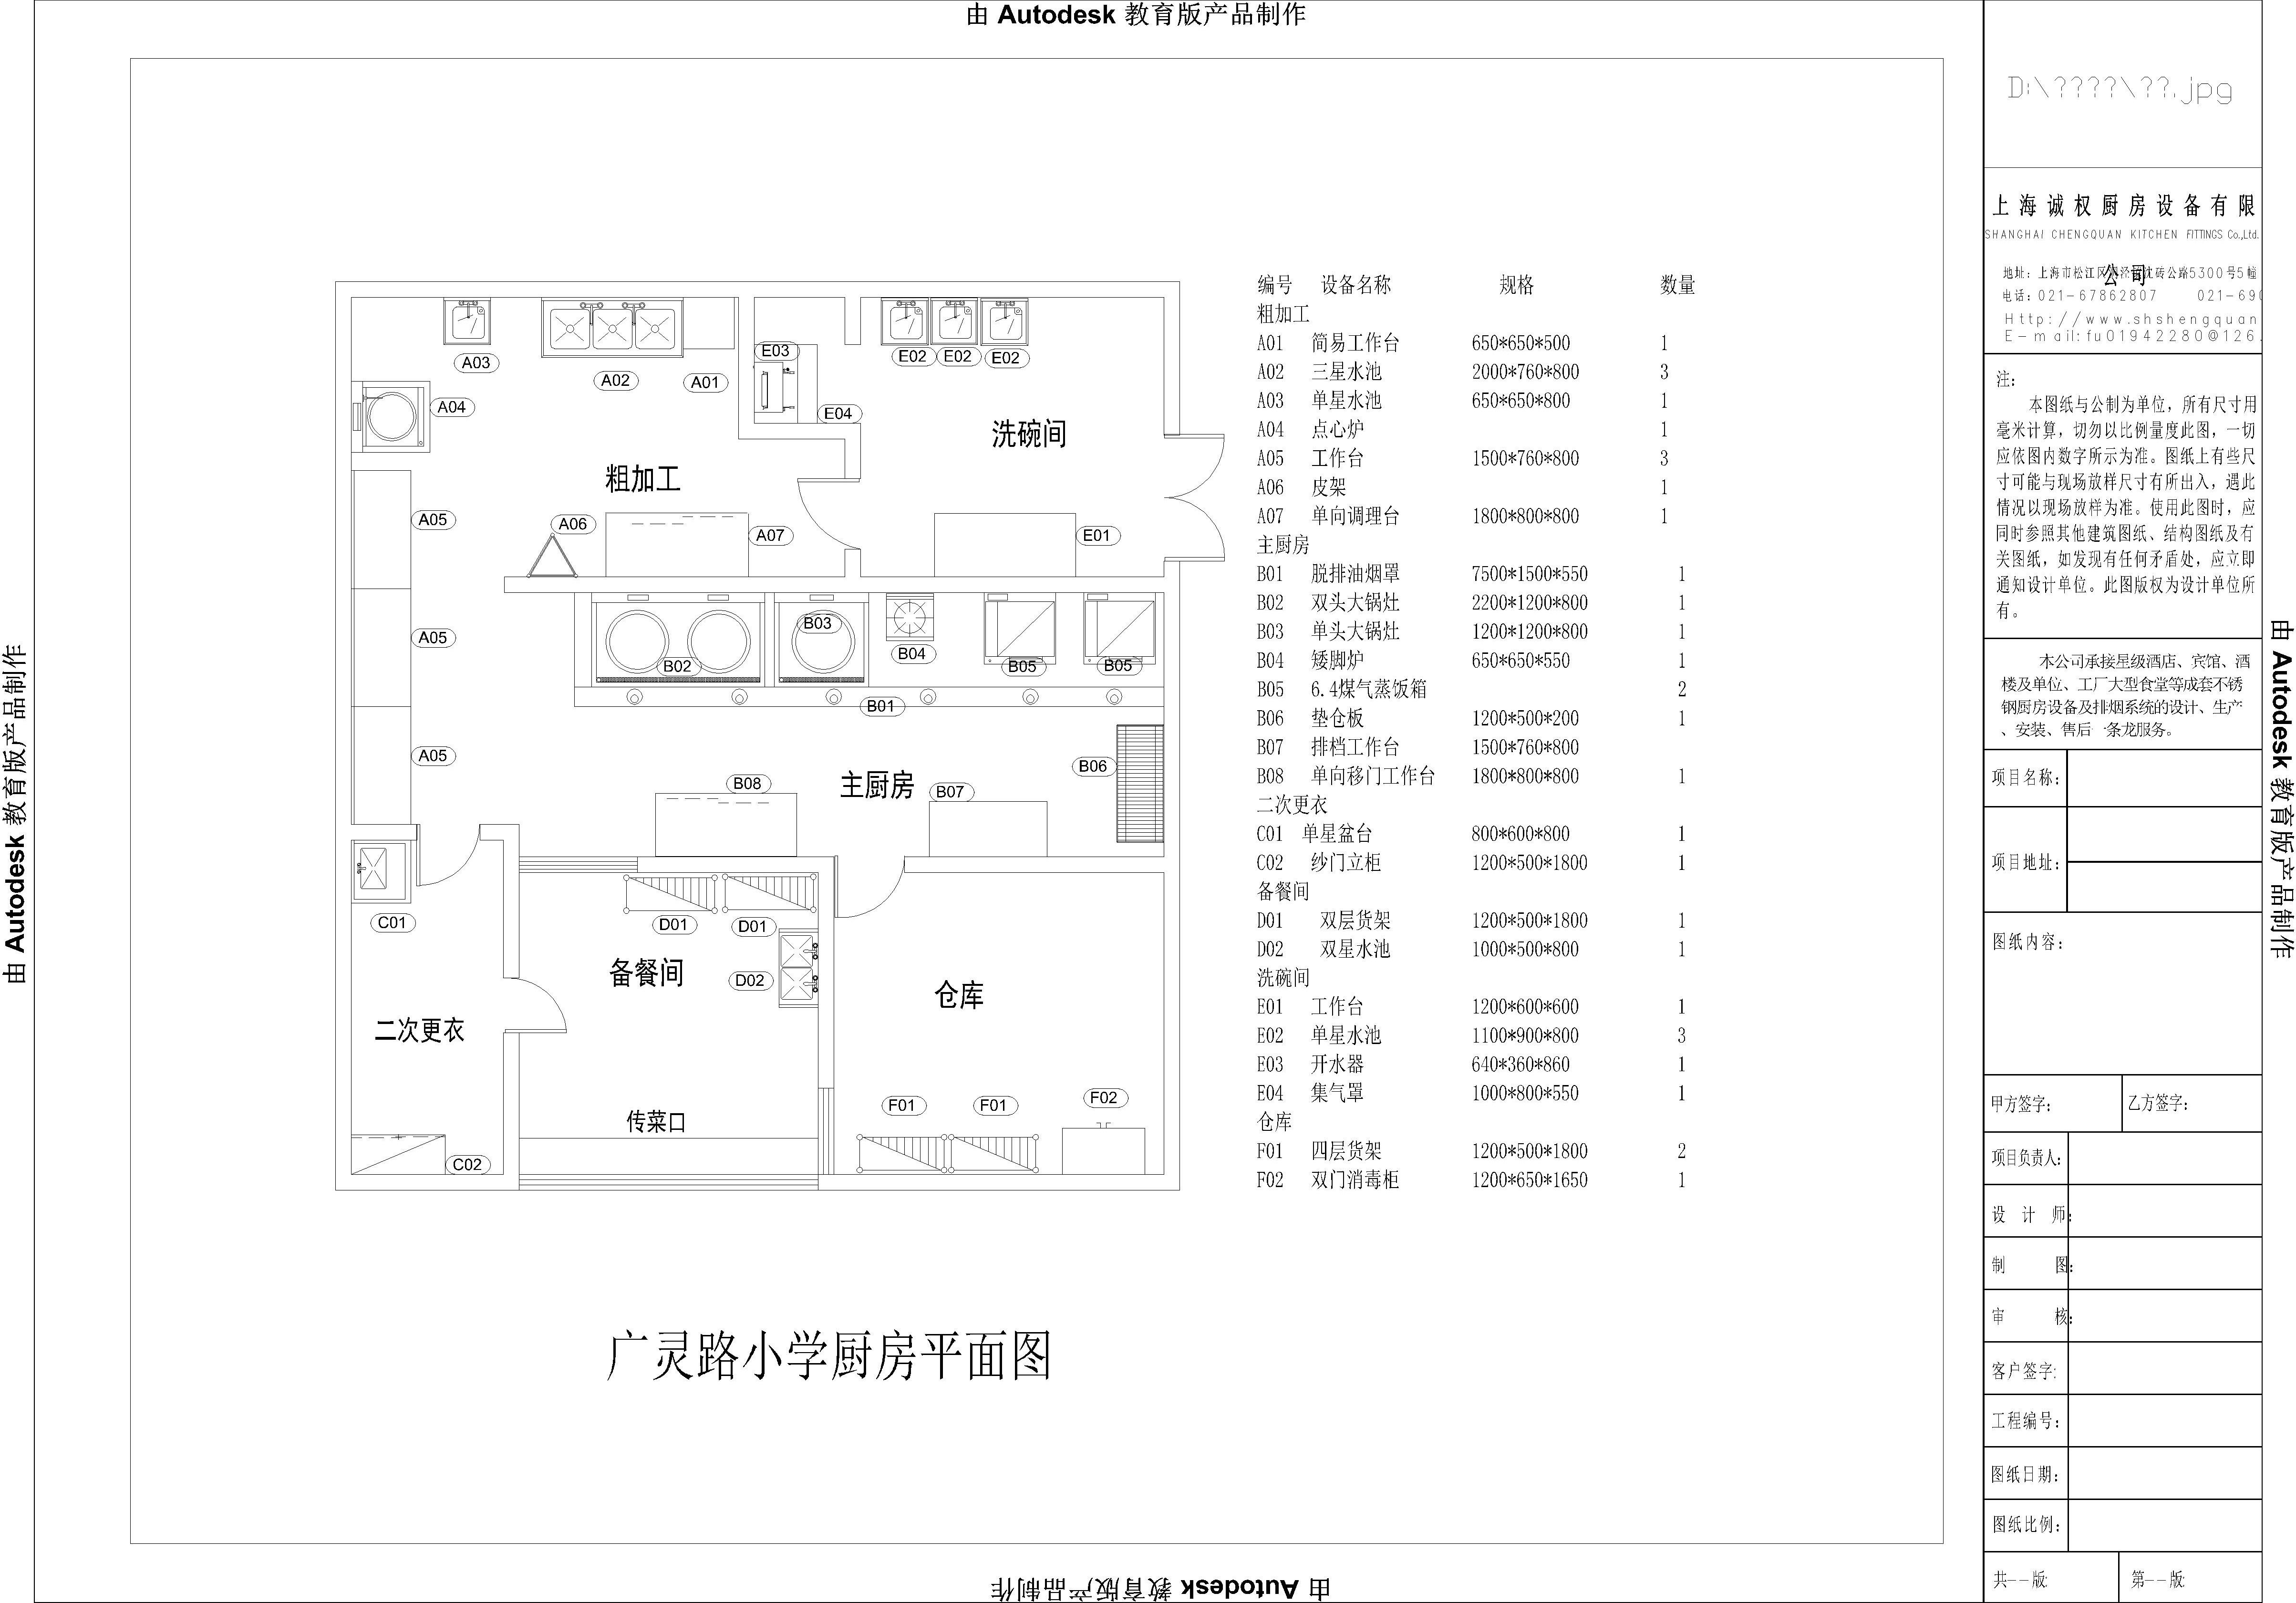 由 Autodesk 教育版产品制作
D:\????\??.jpg
上海诚权厨房设备有限
公司
SHANGHAI CHENGQUAN KITCHEN FITTINGS Co.,Ltd.
地址：上海市松江区 泾 沈砖公路5300号5幢
电话：021-67862807 021-690
Http://www.shshengquan
E-mail:fu01942280@126.
注：
本图纸与公制为单位，所有尺寸用
毫米计算，切勿以比例量度此图，一切
应依图内数字所示为准。图纸上有些尺
寸可能与现场放样尺寸有所出入，遇此
情况以现场放样为准。使用此图时，应
同时参照其他建筑图纸、结构图纸及有
关图纸，如发现有任何矛盾处，应立即
通知设计单位。此图版权为设计单位所
有。
本公司承接星级酒店、宾馆、酒
楼及单位、工厂大型食堂等成套不锈
钢厨房设备及排烟系统的设计、生产
、安装、售后一条龙服务。
项目名称：
项目地址：
图纸内容：
甲方签字： 乙方签字：
项目负责人：
设 计 师：
制 图：
审 核：
客户签字：
工程编号：
图纸日期：
图纸比例：
共--版 第--版
编号 设备名称 规格 数量
粗加工
A01 简易工作台 650*650*500 1
A02 三星水池 2000*760*800 3
A03 单星水池 650*650*800 1
A04 点心炉 1
A05 工作台 1500*760*800 3
A06 皮架 1
A07 单向调理台 1800*800*800 1
主厨房
B01 脱排油烟罩 7500*1500*550 1
B02 双头大锅灶 2200*1200*800 1
B03 单头大锅灶 1200*1200*800 1
B04 矮脚炉 650*650*550 1
B05 6.4煤气蒸饭箱 2
B06 垫仓板 1200*500*200 1
B07 排档工作台 1500*760*800
B08 单向移门工作台 1800*800*800 1
二次更衣
C01 单星盆台 800*600*800 1
C02 纱门立柜 1200*500*1800 1
备餐间
D01 双层货架 1200*500*1800 1
D02 双星水池 1000*500*800 1
洗碗间
E01 工作台 1200*600*600 1
E02 单星水池 1100*900*800 3
E03 开水器 640*360*860 1
E04 集气罩 1000*800*550 1
仓库
F01 四层货架 1200*500*1800 2
F02 双门消毒柜 1200*650*1650 1
A03
A02
A01
E03
E02
E02
E02
A04
E04
洗碗间
粗加工
A05
A06
A07
E01
B03
A05
B02
B04
B05
B05
B01
A05
B08
主厨房
B07
B06
C01
D01
D01
备餐间
D02
仓库
二次更衣
传菜口
F01
F01
F02
C02
广灵路小学厨房平面图
由 Autodesk 教育版产品制作
由 Autodesk 教育版产品制作
由 Autodesk 教育版产品制作